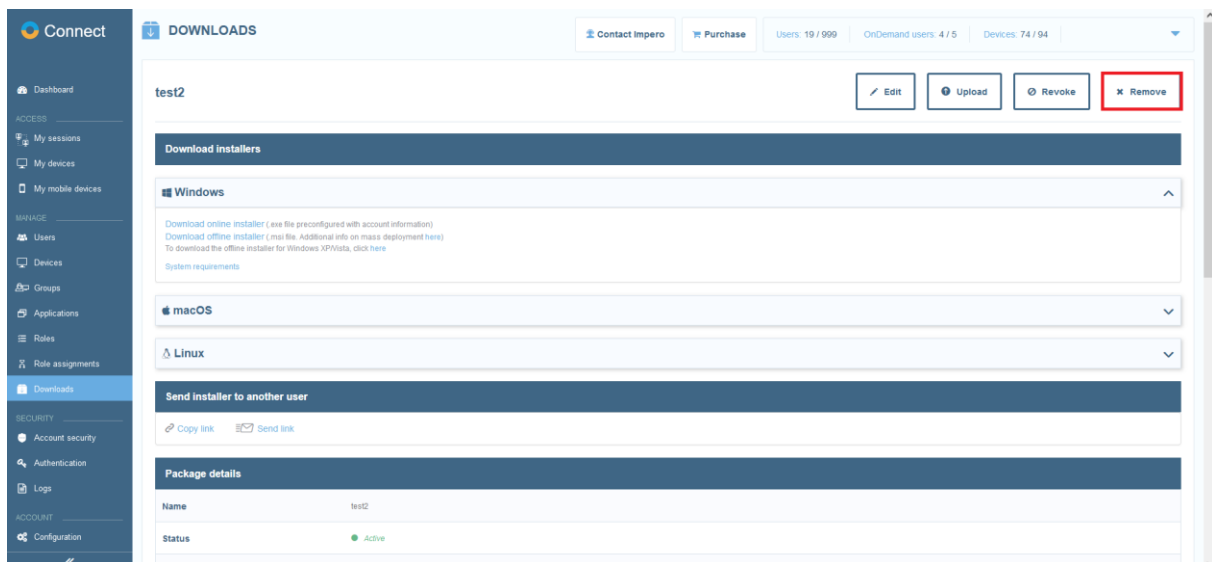 Connect
DOWNLOADS
Contact Impero
Purchase
Users: 19 / 999
OnDemand users: 4 / 5
Devices: 74 / 94
Dashboard
ACCESS
My sessions
My devices
My mobile devices
MANAGE
Users
Devices
Groups
Applications
Roles
Role assignments
Downloads
SECURITY
Account security
Authentication
Logs
ACCOUNT
Configuration
test2
Edit
Upload
Revoke
Remove
Download installers
Windows
Download online installer (.exe file preconfigured with account information)
Download offline installer (.msi file. Additional info on mass deployment here)
To download the offline installer for Windows XP/Vista, click here
System requirements
macOS
Linux
Send installer to another user
Copy link
Send link
Package details
Name test2
Status Active